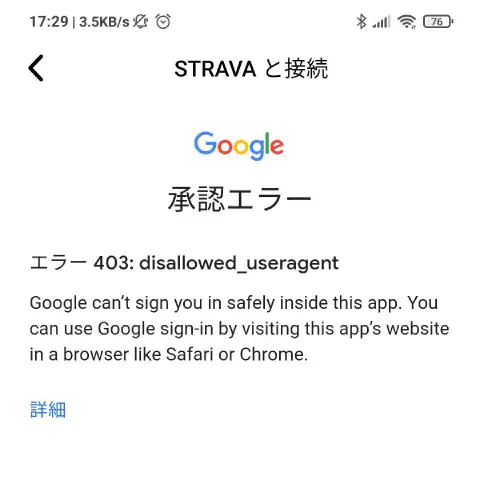 17:29 | 3.5KB/s
76
STRAVA と接続
Google
承認エラー
エラー 403: disallowed_useragent
Google can't sign you in safely inside this app. You
can use Google sign-in by visiting this app's website
in a browser like Safari or Chrome.
詳細